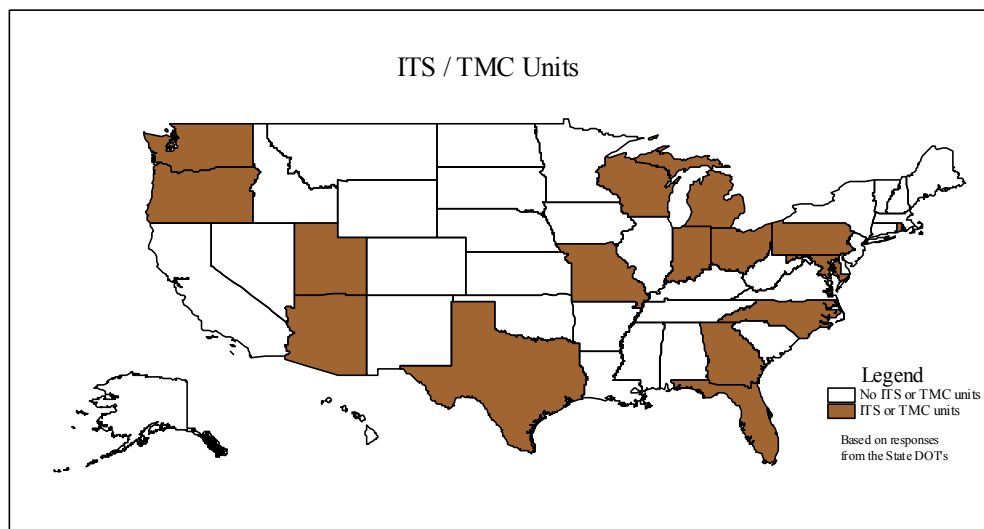 ITS / TMC Units
Legend
No ITS or TMC units
ITS or TMC units
Based on responses
from the State DOT's